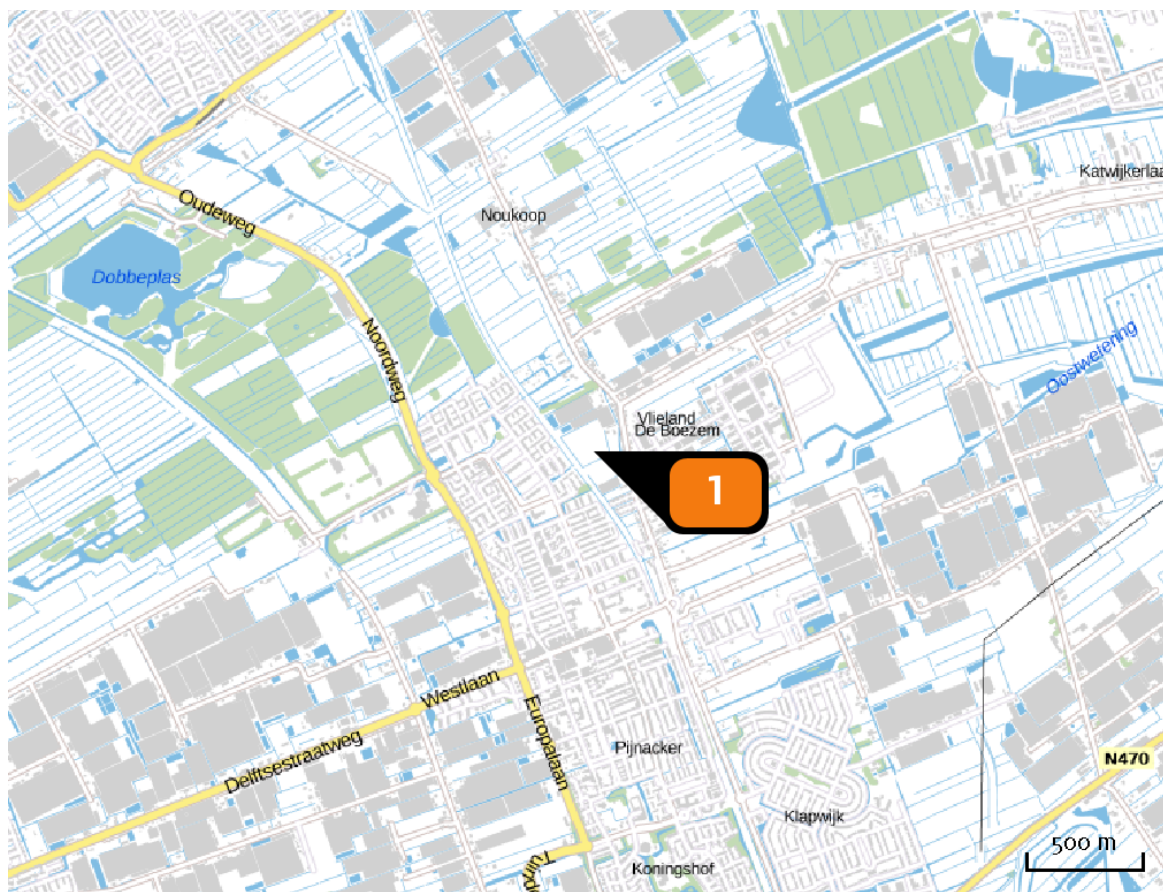 Katwijkerlaa
Oudeweg
Noukoop
Dobbeplas
Noordweg
Oostwetering
Vlieland
De Boezem
1
Westlaan
Europalaan
Pijnacker
Delftsestraatweg
N470
Klapwijk
500 m
Koningshof